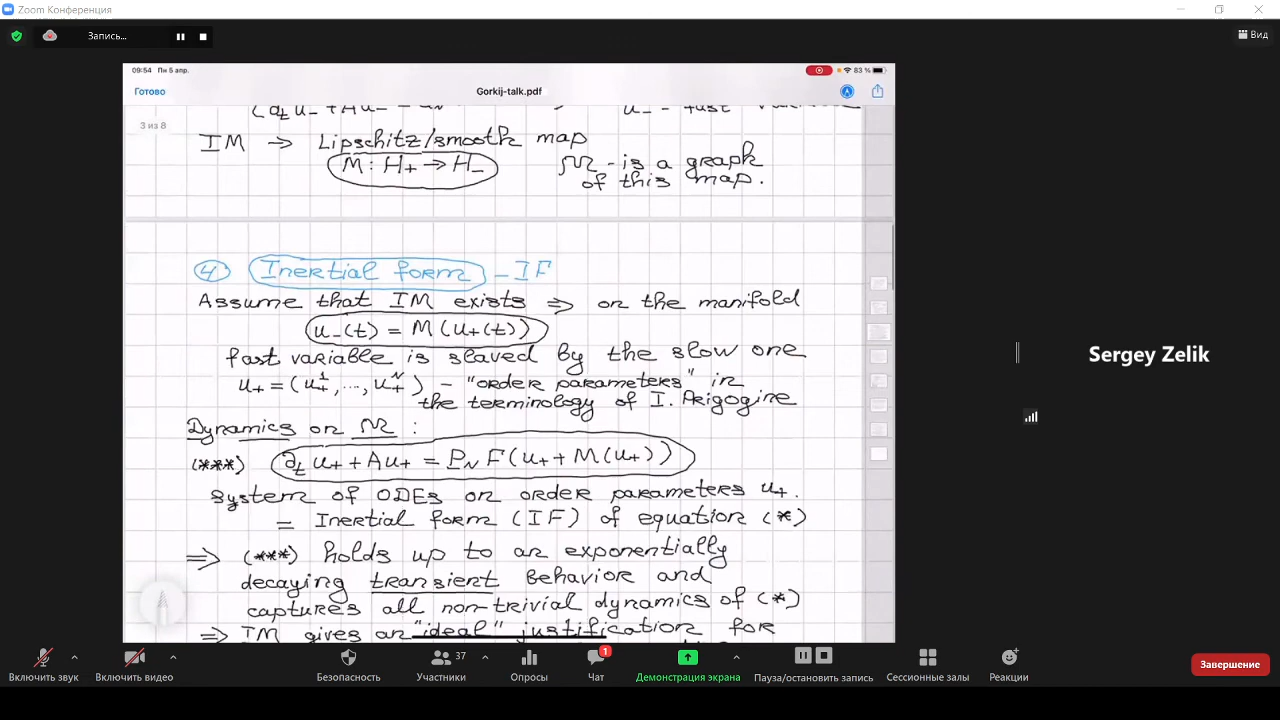 Zoom Конференция
Запись...
Вид
09:54 Пн 5 апр.
83 %
Готово
Gorkij-talk.pdf
3 из 8
IM → Lipschitz/smooth map
M : H₊ → H₋
𝓜 - is a graph
of this map.
④ Inertial form - IF
Assume that IM exists ⇒ on the manifold
u₋(t) = M(u₊(t))
fast variable is slaved by the slow one
u₊ = (u₊¹, ..., u₊ᴺ) - "order parameters" in
the terminology of I. Prigogine
Dynamics on 𝓜 :
(***) ∂ₜu₊ + Au₊ = P_N F(u₊ + M(u₊))
system of ODEs on order parameters u₊.
= Inertial form (IF) of equation (*)
⇒ (***) holds up to an exponentially
decaying transient behavior and
captures all non-trivial dynamics of (*)
⇒ IM gives an "ideal" justification for
Sergey Zelik
Включить звук
Включить видео
Безопасность
37
Участники
Опросы
1
Чат
Демонстрация экрана
Пауза/остановить запись
Сессионные залы
Реакции
Завершение